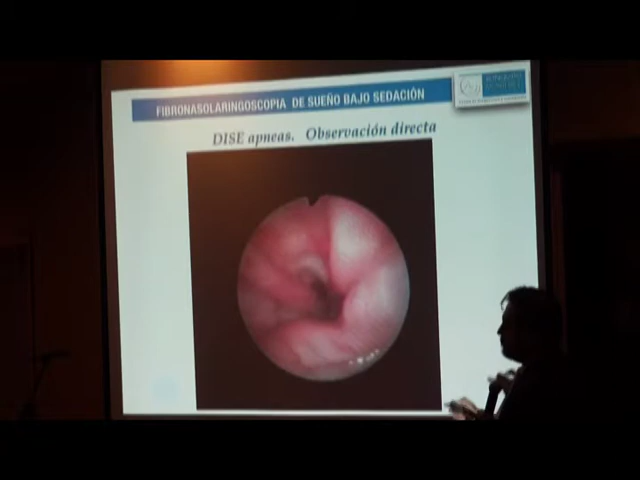 FIBRONASOLARINGOSCOPIA DE SUEÑO BAJO SEDACIÓN
DISE apneas. Observación directa